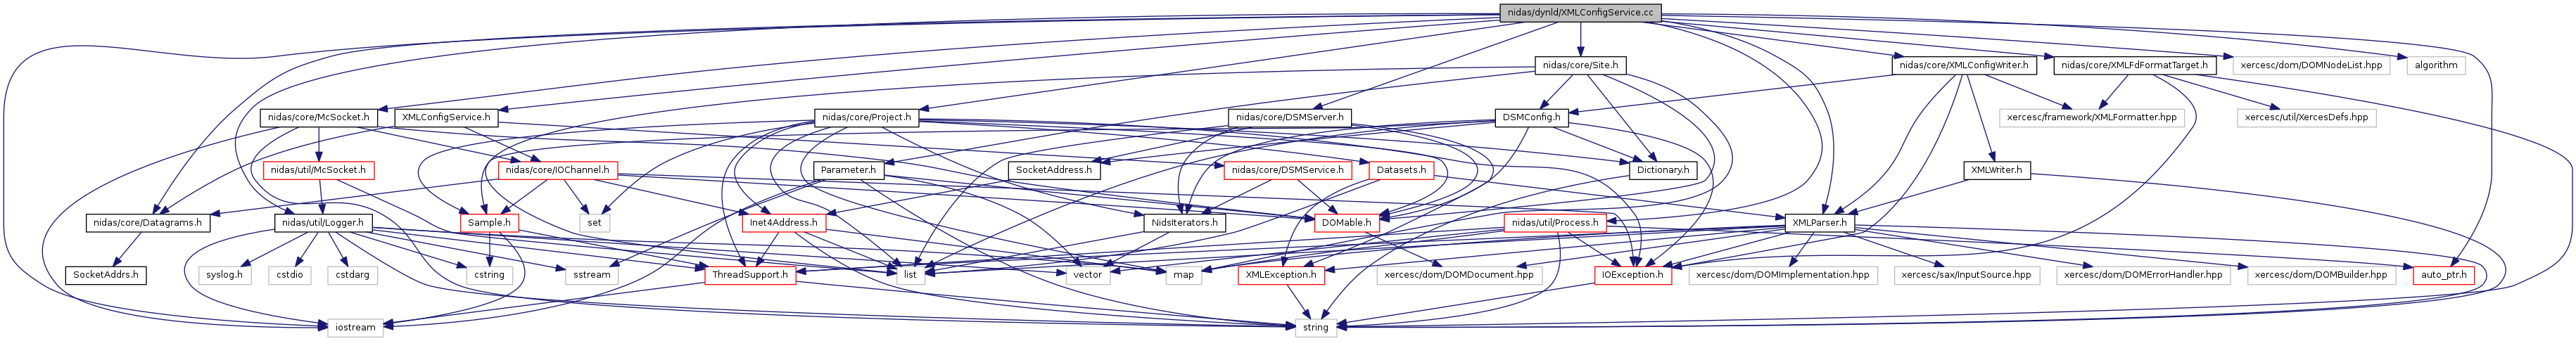 nidas/dynld/XMLConfigService.cc
nidas/core/Site.h
nidas/core/XMLConfigWriter.h
nidas/core/XMLFdFormatTarget.h
xercesc/dom/DOMNodeList.hpp
algorithm
nidas/core/McSocket.h
XMLConfigService.h
nidas/core/Project.h
nidas/core/DSMServer.h
DSMConfig.h
xercesc/framework/XMLFormatter.hpp
xercesc/util/XercesDefs.hpp
nidas/util/McSocket.h
nidas/core/IOChannel.h
Parameter.h
SocketAddress.h
nidas/core/DSMService.h
Datasets.h
Dictionary.h
XMLWriter.h
nidas/core/Datagrams.h
nidas/util/Logger.h
Sample.h
set
Inet4Address.h
NidsIterators.h
DOMable.h
nidas/util/Process.h
XMLParser.h
SocketAddrs.h
syslog.h
cstdio
cstdarg
cstring
sstream
ThreadSupport.h
list
vector
map
XMLException.h
xercesc/dom/DOMDocument.hpp
IOException.h
xercesc/dom/DOMImplementation.hpp
xercesc/sax/InputSource.hpp
xercesc/dom/DOMErrorHandler.hpp
xercesc/dom/DOMBuilder.hpp
auto_ptr.h
iostream
string